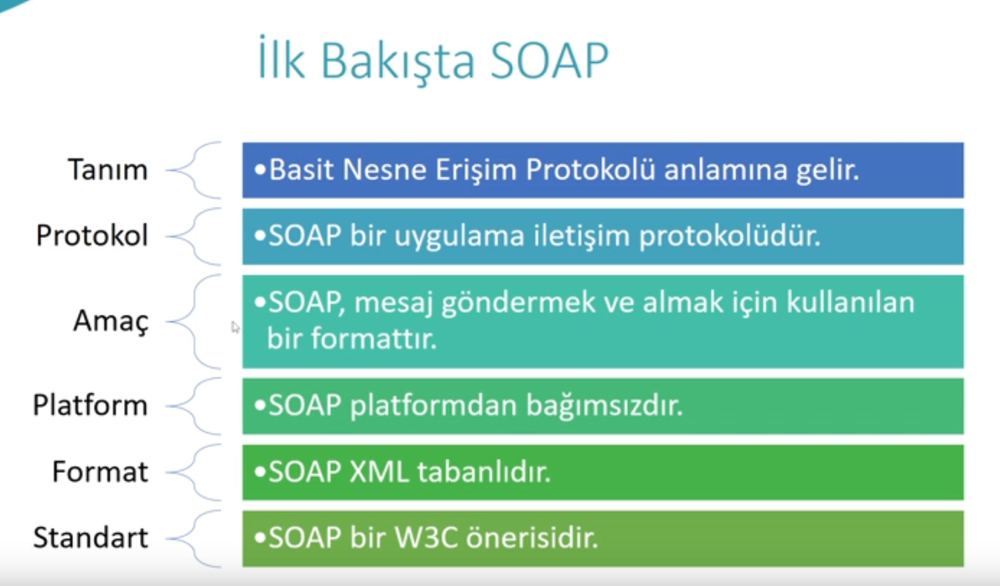 İlk Bakışta SOAP
Tanım
•Basit Nesne Erişim Protokolü anlamına gelir.
Protokol
•SOAP bir uygulama iletişim protokolüdür.
Amaç
•SOAP, mesaj göndermek ve almak için kullanılan
bir formattır.
Platform
•SOAP platformdan bağımsızdır.
Format
•SOAP XML tabanlıdır.
Standart
•SOAP bir W3C önerisidir.